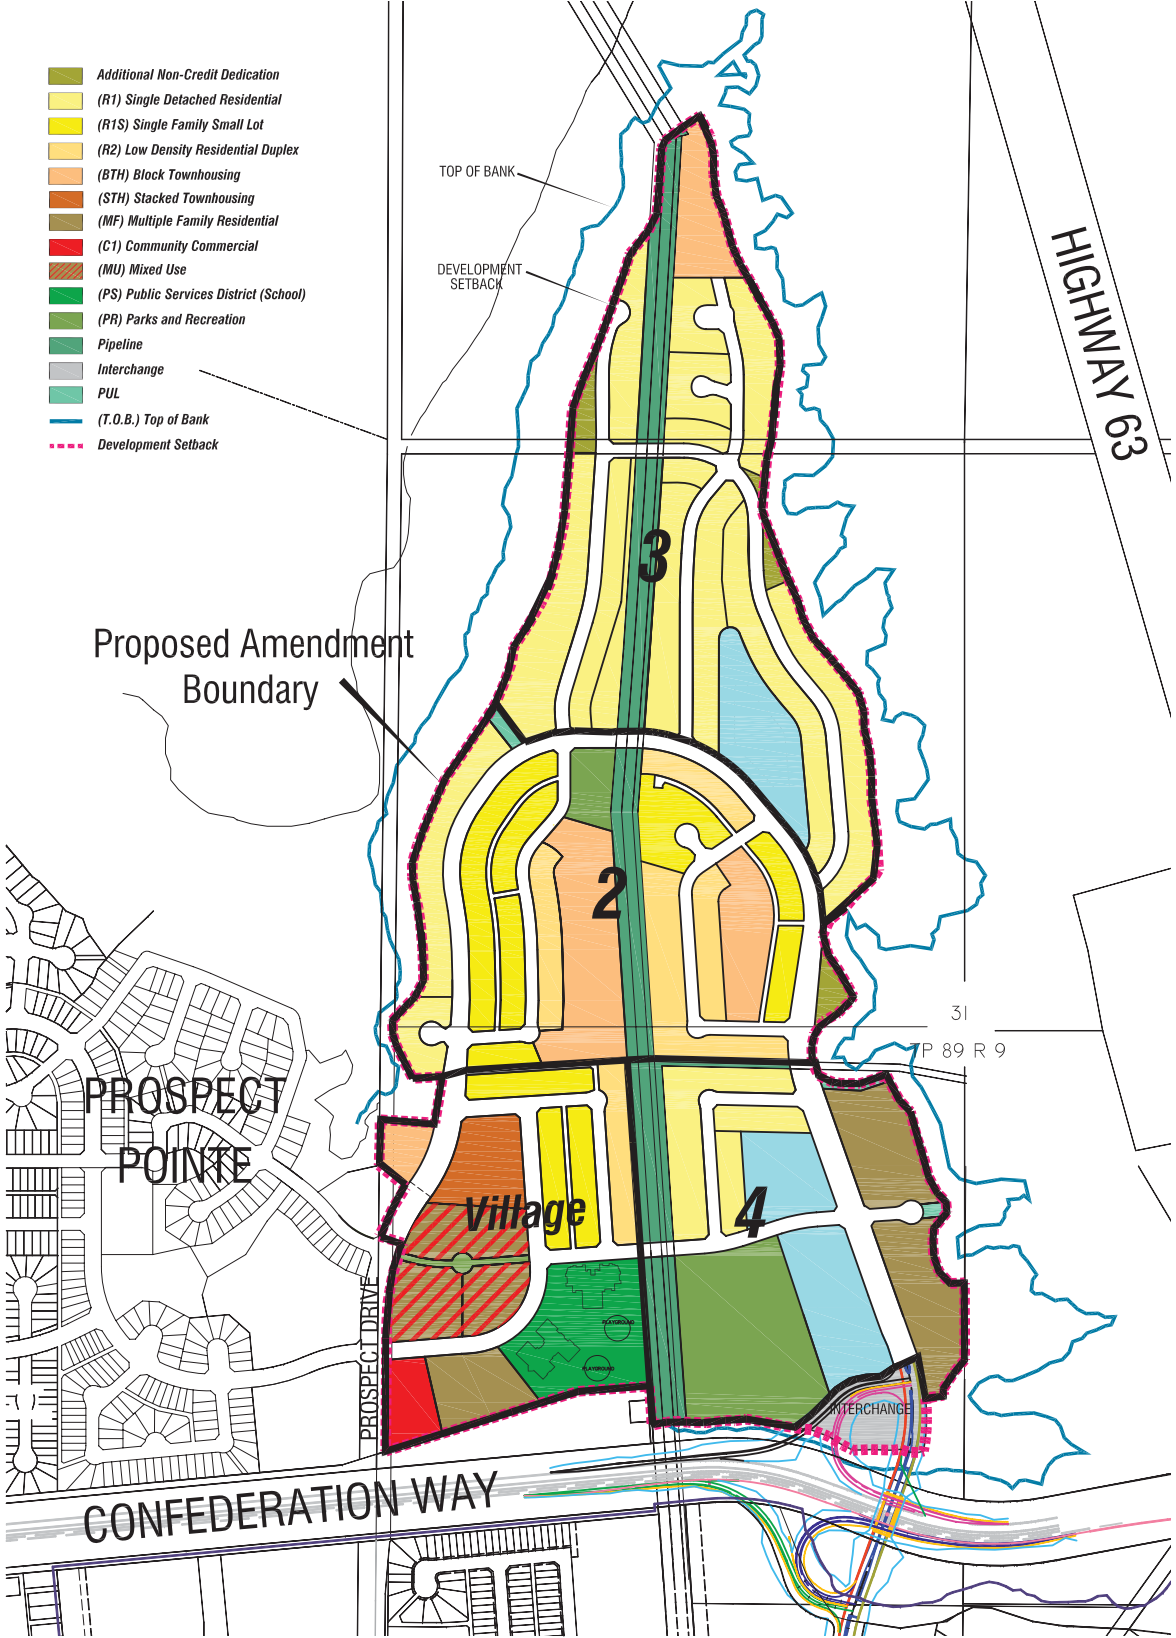 Additional Non-Credit Dedication
(R1) Single Detached Residential
(R1S) Single Family Small Lot
(R2) Low Density Residential Duplex
(BTH) Block Townhousing
(STH) Stacked Townhousing
(MF) Multiple Family Residential
(C1) Community Commercial
(MU) Mixed Use
(PS) Public Services District (School)
(PR) Parks and Recreation
Pipeline
Interchange
PUL
(T.O.B.) Top of Bank
Development Setback
TOP OF BANK
DEVELOPMENT
SETBACK
HIGHWAY 63
3
Proposed Amendment
Boundary
2
31
TP 89 R 9
PROSPECT
POINTE
Village
4
PROSPECT DRIVE
PLAYGROUND
PLAYGROUND
INTERCHANGE
CONFEDERATION WAY